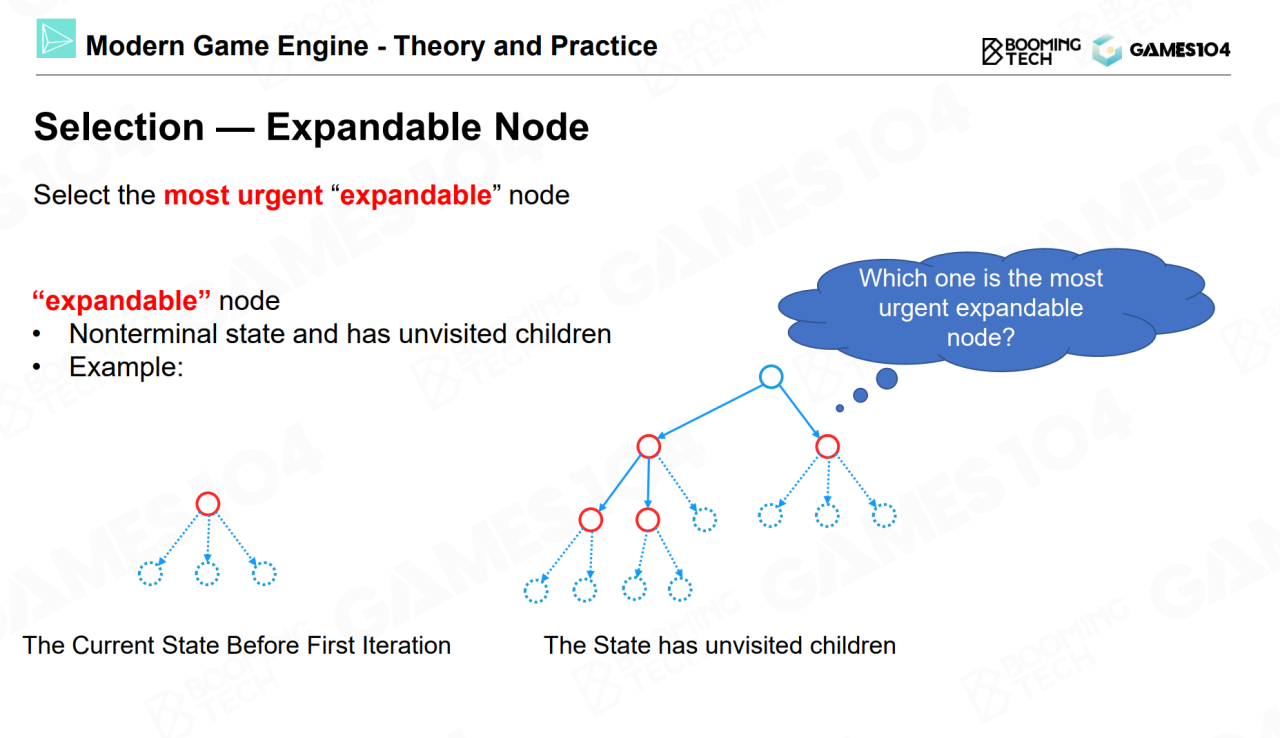 Modern Game Engine - Theory and Practice
BOOMING
TECH
GAMES104
Selection — Expandable Node
Select the most urgent “expandable” node
“expandable” node
• Nonterminal state and has unvisited children
• Example:
Which one is the most
urgent expandable
node?
The Current State Before First Iteration
The State has unvisited children